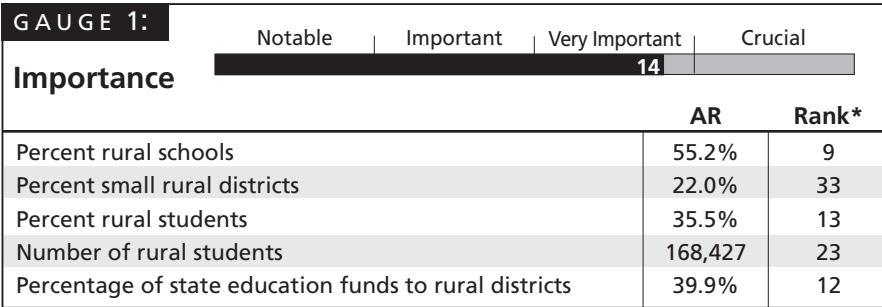 GAUGE 1:
Notable Important Very Important Crucial
Importance
14
AR Rank*
Percent rural schools 55.2% 9
Percent small rural districts 22.0% 33
Percent rural students 35.5% 13
Number of rural students 168,427 23
Percentage of state education funds to rural districts 39.9% 12